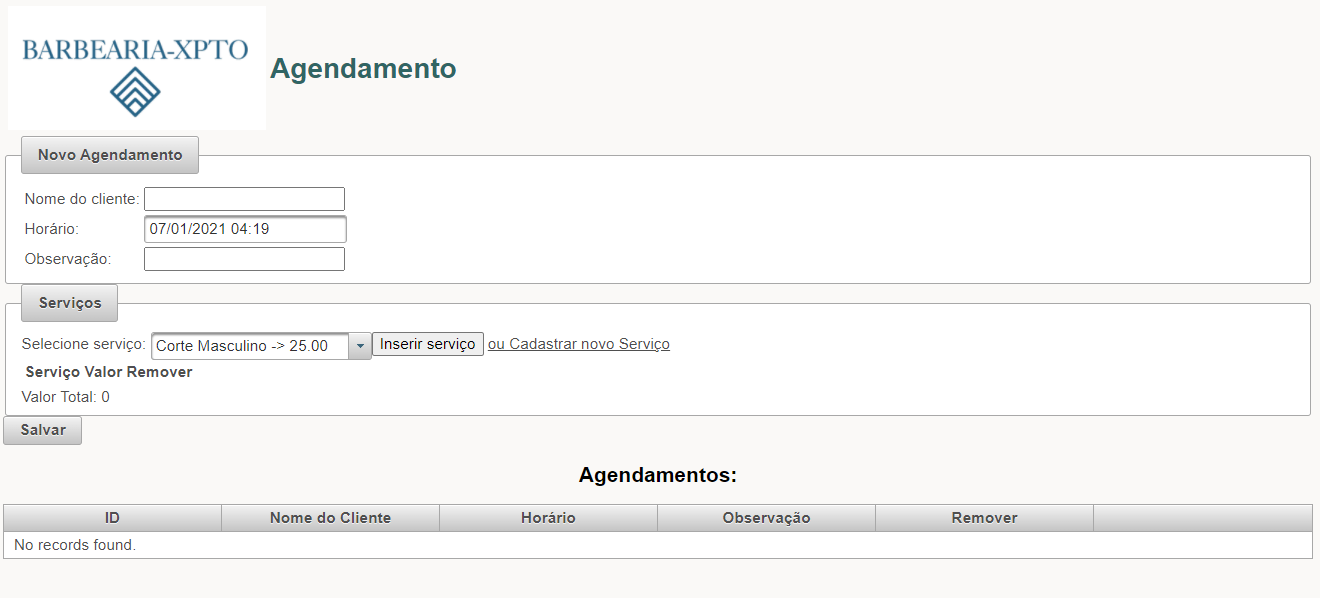 BARBEARIA-XPTO
Agendamento
Novo Agendamento
Nome do cliente:
Horário: 07/01/2021 04:19
Observação:
Serviços
Selecione serviço: Corte Masculino -> 25.00 Inserir serviço ou Cadastrar novo Serviço
Serviço Valor Remover
Valor Total: 0
Salvar
Agendamentos:
ID Nome do Cliente Horário Observação Remover
No records found.